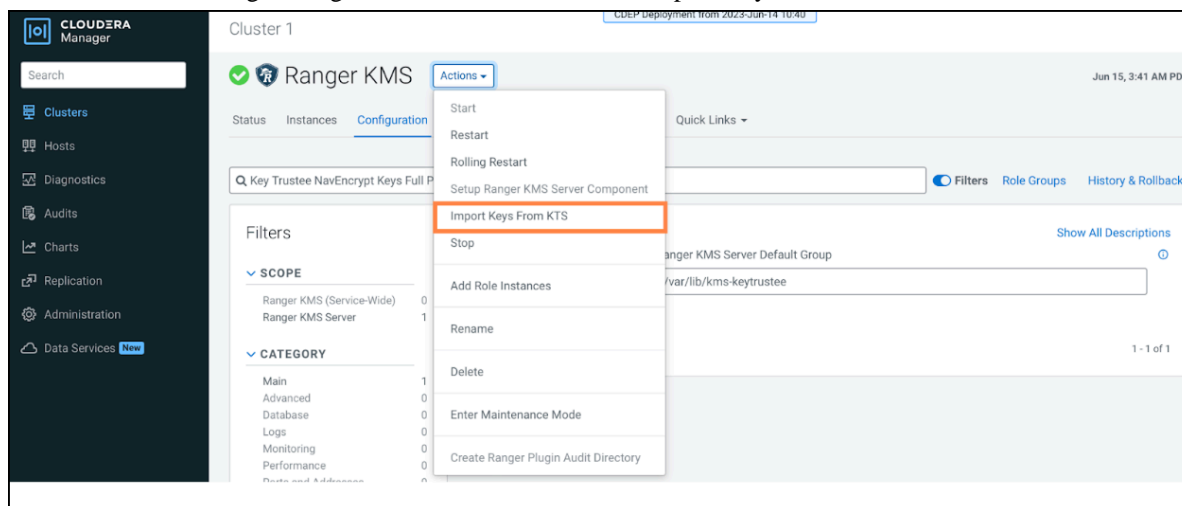 CLOUDERA
Manager
Search
Clusters
Hosts
Diagnostics
Audits
Charts
Replication
Administration
Data Services New
CDEP Deployment from 2023-Jun-14 10:40
Cluster 1
Ranger KMS
Actions
Jun 15, 3:41 AM PD
Status Instances Configuration Quick Links
Key Trustee NavEncrypt Keys Full P
Filters Role Groups History & Rollback
Start
Restart
Rolling Restart
Setup Ranger KMS Server Component
Import Keys From KTS
Stop
Add Role Instances
Rename
Delete
Enter Maintenance Mode
Create Ranger Plugin Audit Directory
Filters
SCOPE
Ranger KMS (Service-Wide) 0
Ranger KMS Server 1
CATEGORY
Main 1
Advanced 0
Database 0
Logs 0
Monitoring 0
Performance 0
Ports and Addresses 0
Show All Descriptions
anger KMS Server Default Group
/var/lib/kms-keytrustee
1 - 1 of 1